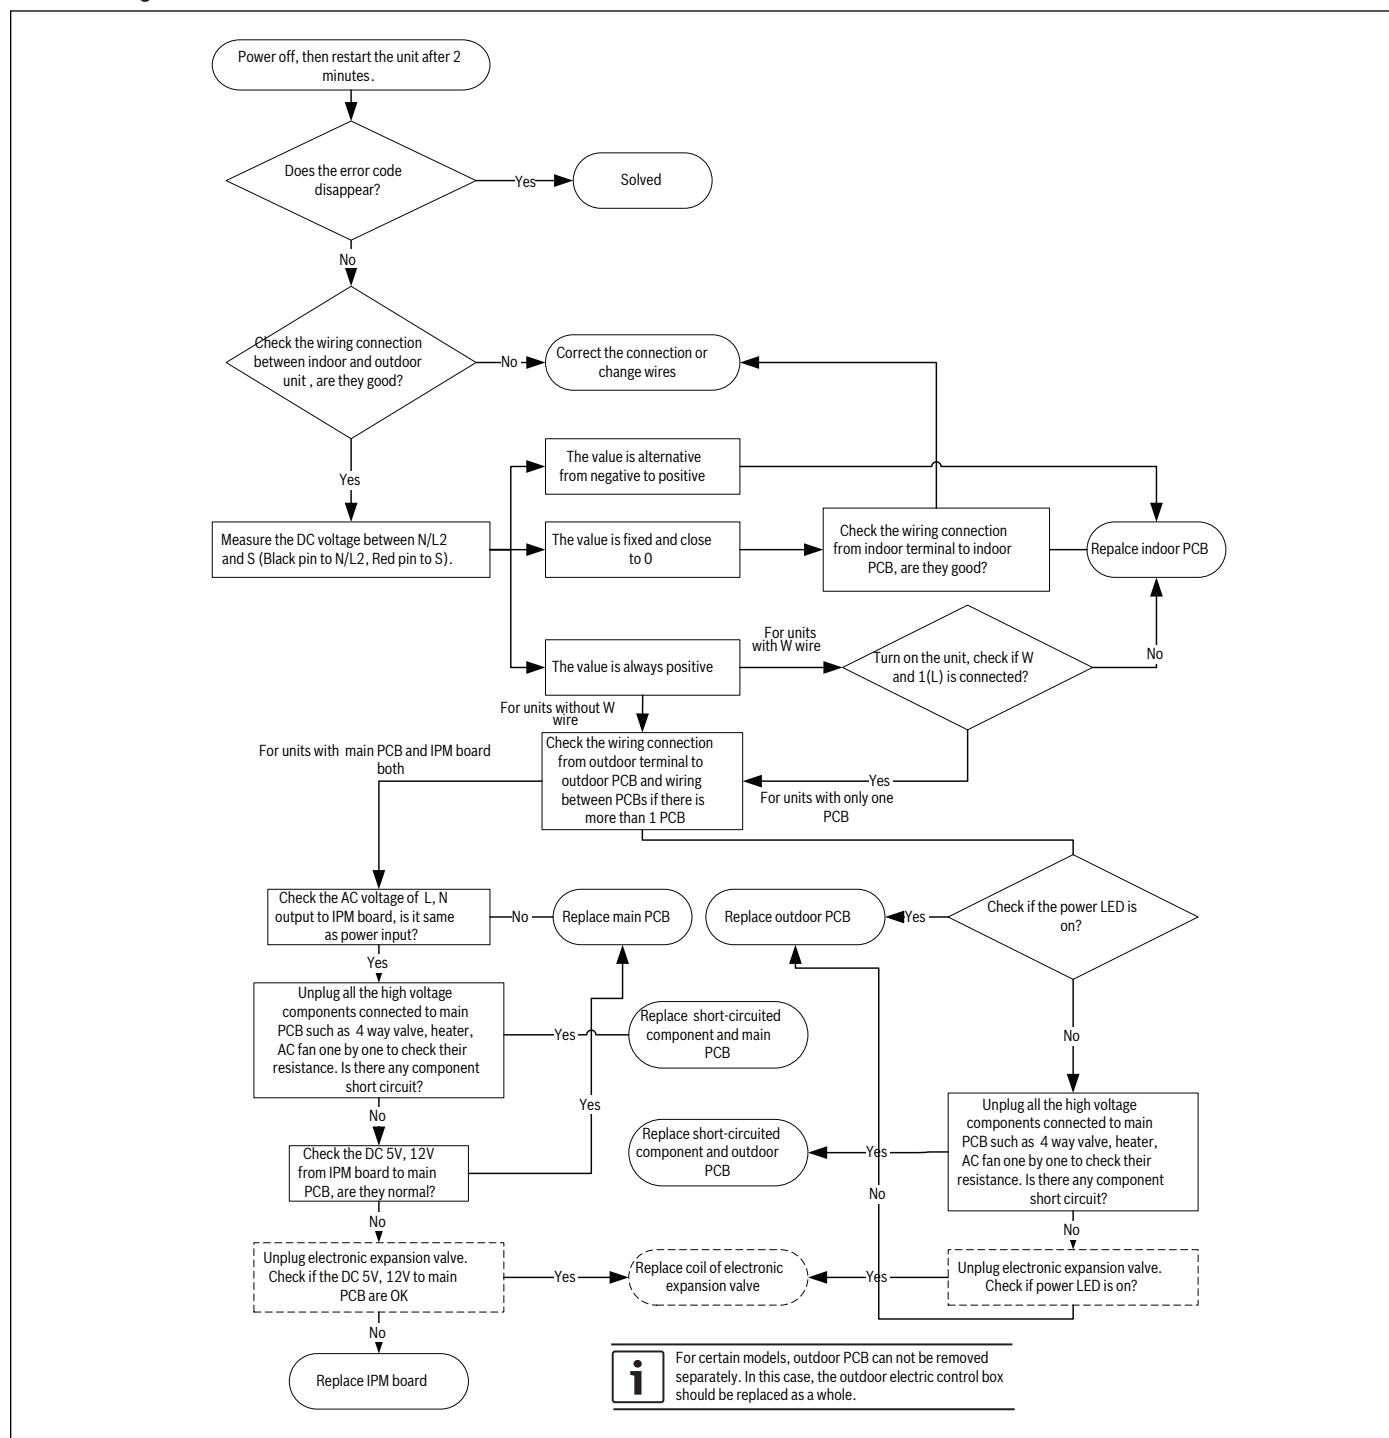 Power off, then restart the unit after 2
minutes.
Does the error code
disappear?
Yes
Solved
No
Check the wiring connection
between indoor and outdoor
unit , are they good?
No
Correct the connection or
change wires
Yes
The value is alternative
from negative to positive
Measure the DC voltage between N/L2
and S (Black pin to N/L2, Red pin to S).
The value is fixed and close
to 0
Check the wiring connection
from indoor terminal to indoor
PCB, are they good?
Repalce indoor PCB
The value is always positive
For units
with W wire
Turn on the unit, check if W
and 1(L) is connected?
No
For units without W
wire
Check the wiring connection
from outdoor terminal to
outdoor PCB and wiring
between PCBs if there is
more than 1 PCB
For units with main PCB and IPM board
both
Yes
For units with only one
PCB
Check the AC voltage of L, N
output to IPM board, is it same
as power input?
No
Replace main PCB
Replace outdoor PCB
Yes
Check if the power LED is
on?
Yes
Unplug all the high voltage
components connected to main
PCB such as 4 way valve, heater,
AC fan one by one to check their
resistance. Is there any component
short circuit?
Yes
Replace short-circuited
component and main
PCB
No
No
Yes
Check the DC 5V, 12V
from IPM board to main
PCB, are they normal?
Replace short-circuited
component and outdoor
PCB
Yes
Unplug all the high voltage
components connected to main
PCB such as 4 way valve, heater,
AC fan one by one to check their
resistance. Is there any component
short circuit?
No
No
No
Unplug electronic expansion valve.
Check if the DC 5V, 12V to main
PCB are OK
Yes
Replace coil of electronic
expansion valve
Yes
Unplug electronic expansion valve.
Check if power LED is on?
No
Replace IPM board
i
For certain models, outdoor PCB can not be removed
separately. In this case, the outdoor electric control box
should be replaced as a whole.